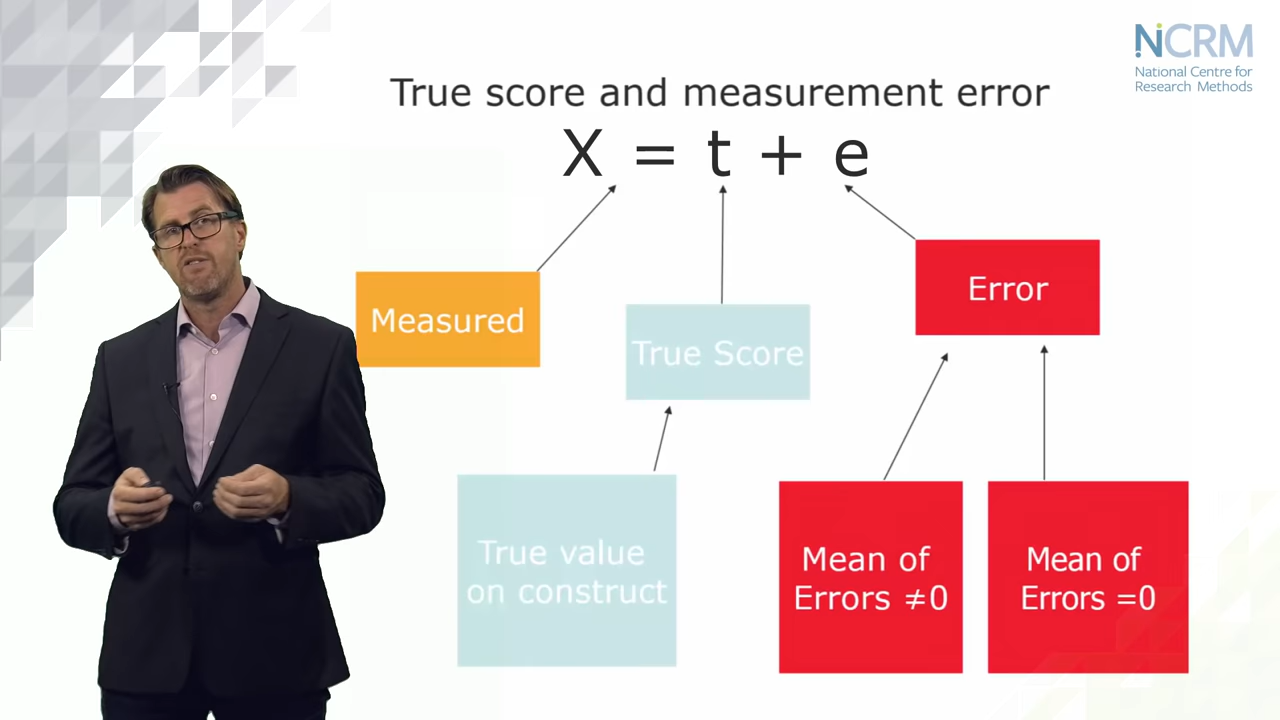 NCRM
National Centre for
Research Methods
True score and measurement error
X = t + e
Measured
True Score
Error
True value
on construct
Mean of
Errors ≠0
Mean of
Errors =0